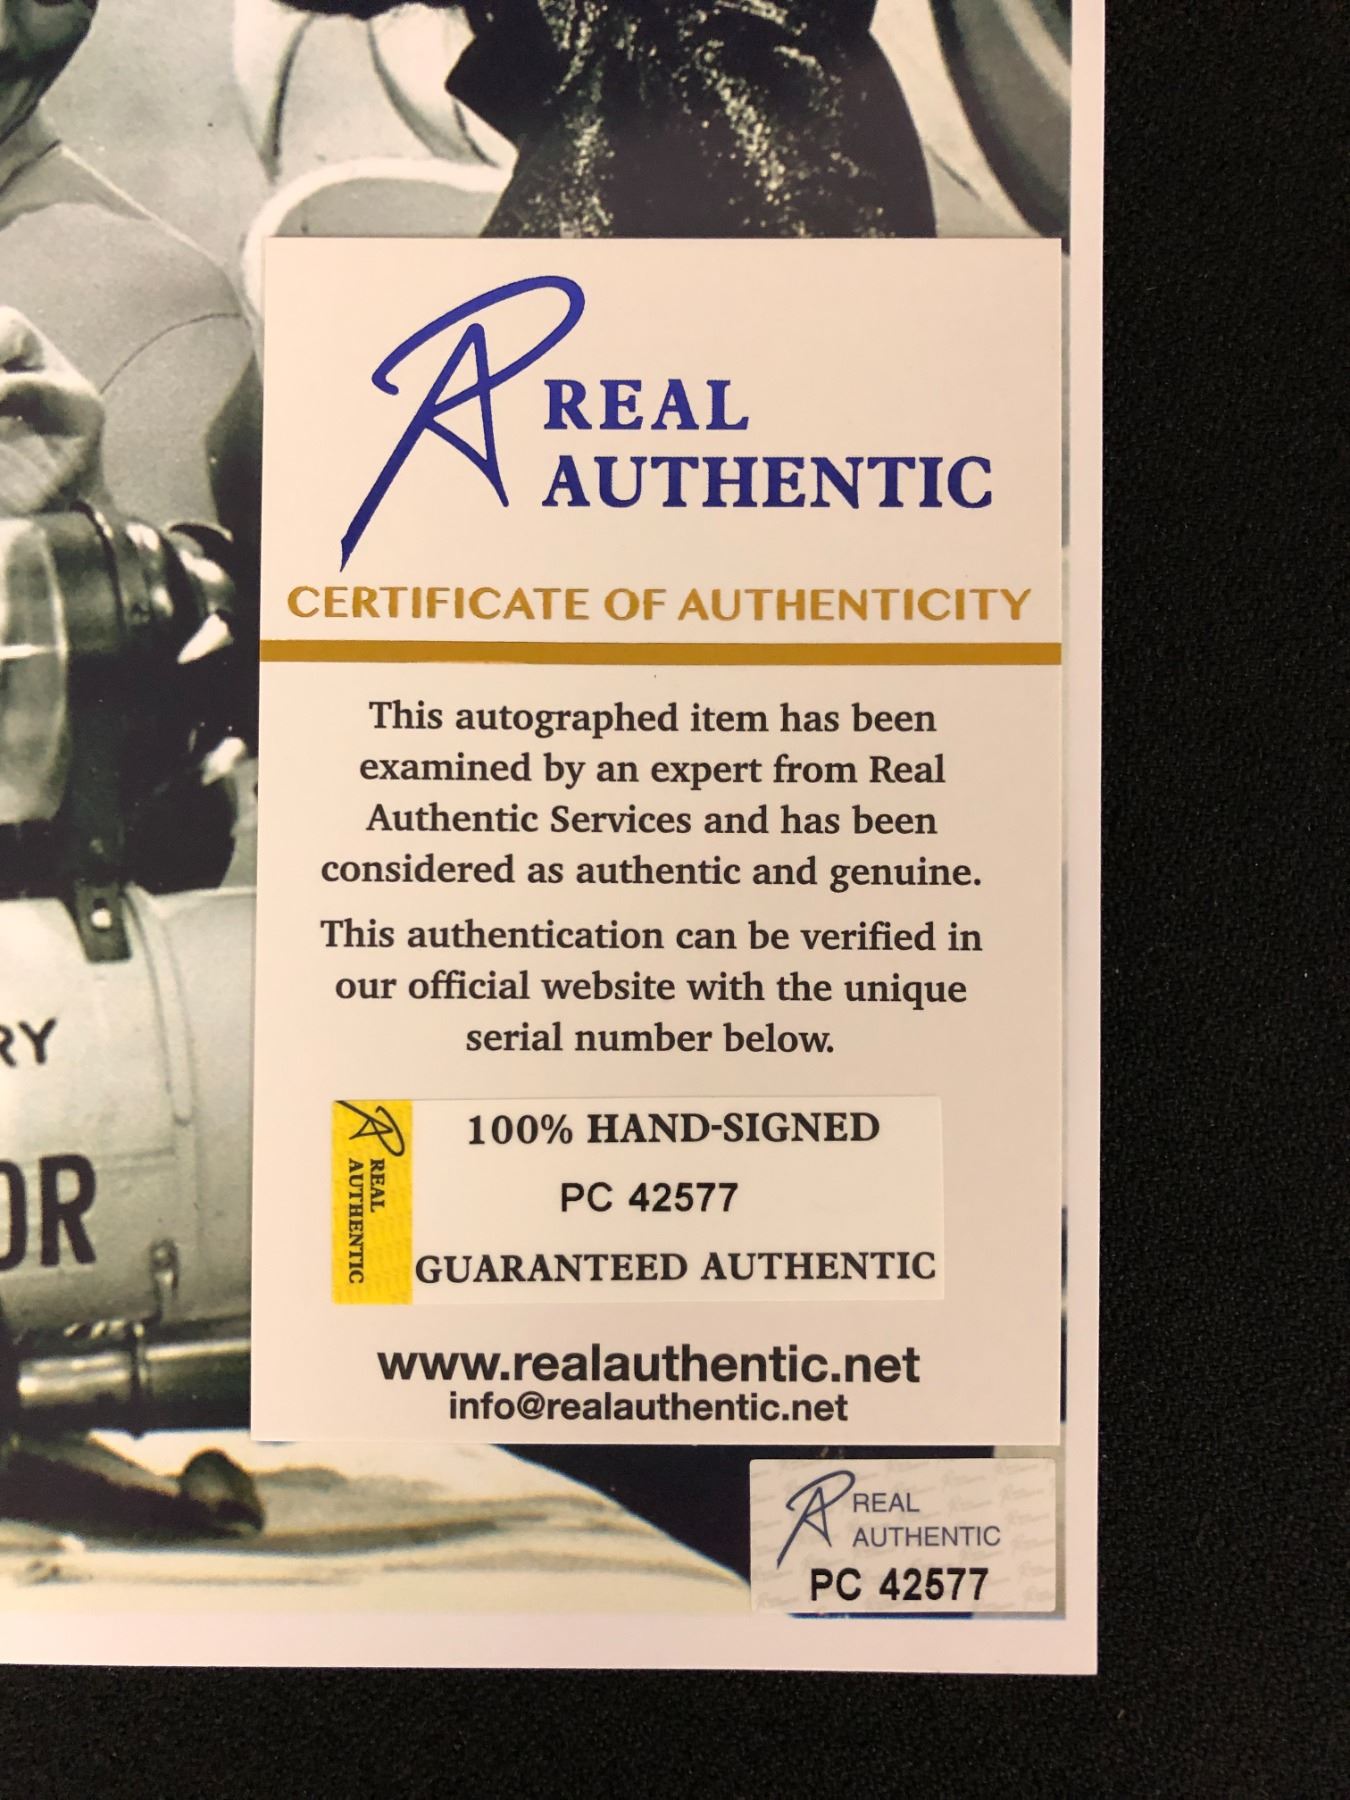 REAL
AUTHENTIC
CERTIFICATE OF AUTHENTICITY
This autographed item has been
examined by an expert from Real
Authentic Services and has been
considered as authentic and genuine.
This authentication can be verified in
our official website with the unique
serial number below.
RY
OR
REAL
AUTHENTIC
100% HAND-SIGNED
PC 42577
GUARANTEED AUTHENTIC
www.realauthentic.net
info@realauthentic.net
REAL
AUTHENTIC
PC 42577